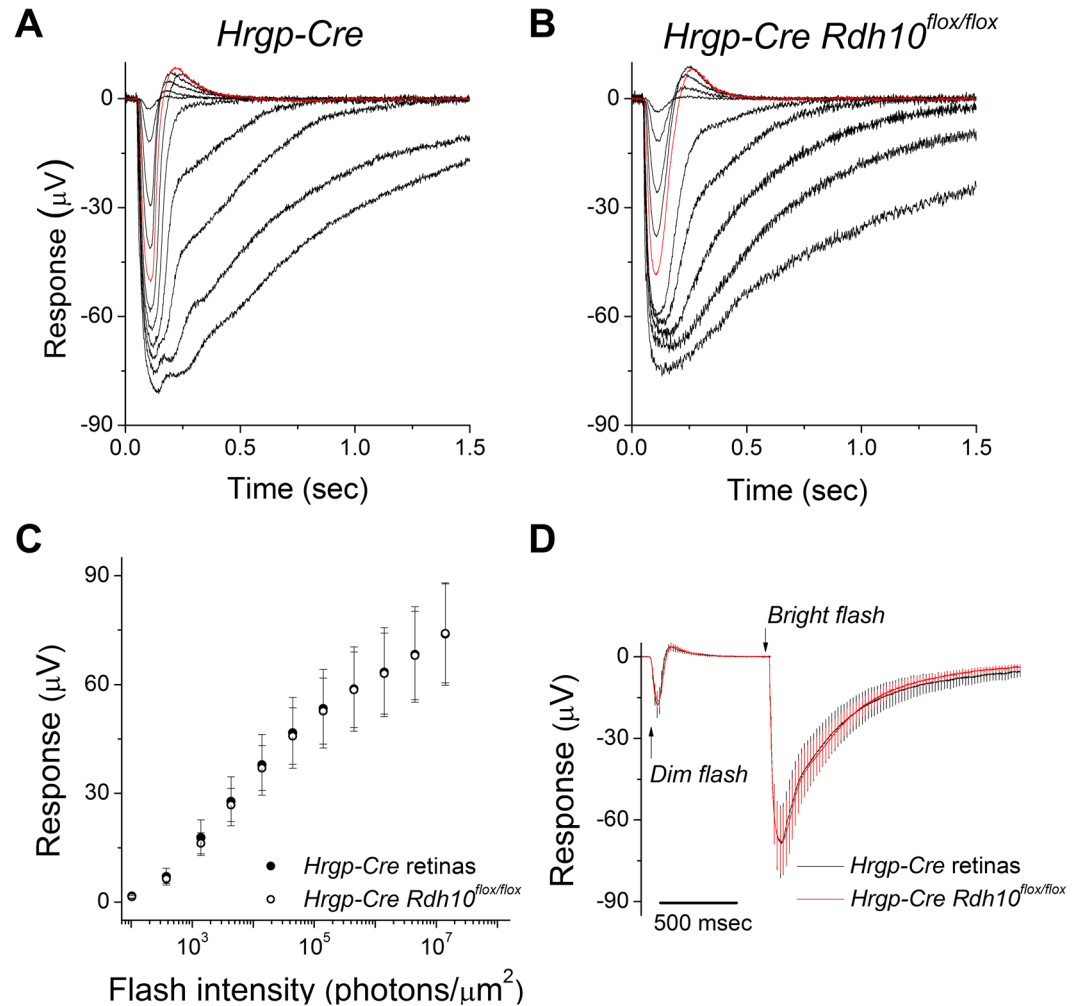 A
Hrgp-Cre
B
Hrgp-Cre Rdh10flox/flox
0
-30
-60
-90
Response (μV)
0.0
0.5
1.0
1.5
Time (sec)
0
-30
-60
-90
0.0
0.5
1.0
1.5
Time (sec)
C
90
60
30
0
Response (μV)
Hrgp-Cre retinas
Hrgp-Cre Rdh10flox/flox
10³
10⁵
10⁷
Flash intensity (photons/μm²)
D
Bright flash
Dim flash
0
-30
-60
-90
Response (μV)
Hrgp-Cre retinas
Hrgp-Cre Rdh10flox/flox
500 msec